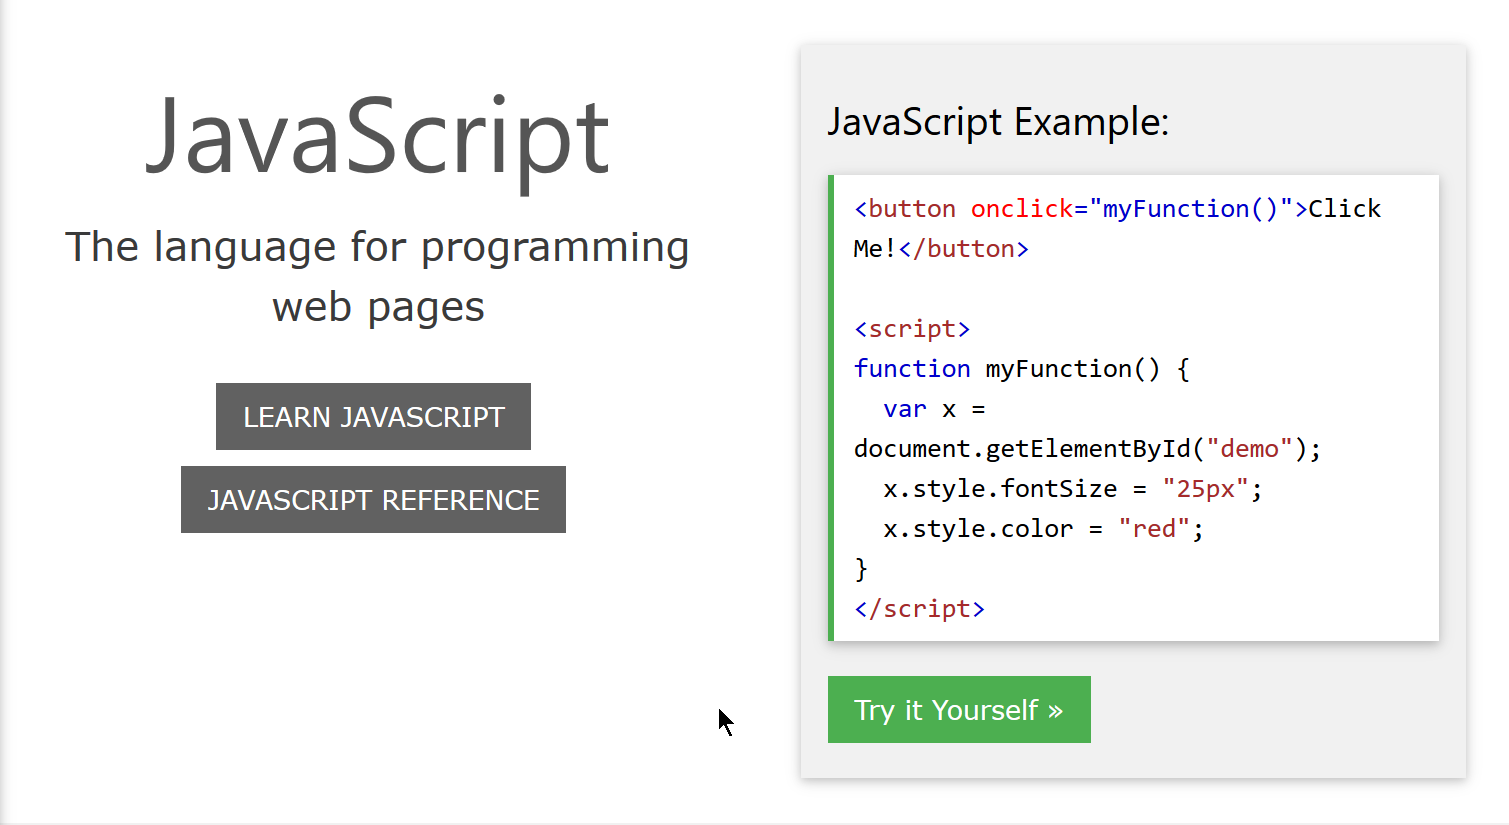 JavaScript
The language for programming
web pages
LEARN JAVASCRIPT
JAVASCRIPT REFERENCE
JavaScript Example:
<button onclick="myFunction()">Click
Me!</button>

<script>
function myFunction() {
  var x =
document.getElementById("demo");
  x.style.fontSize = "25px";
  x.style.color = "red";
}
</script>
Try it Yourself »